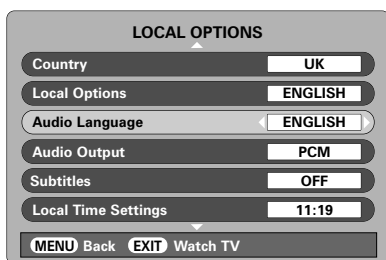 LOCAL OPTIONS
Country UK
Local Options ENGLISH
Audio Language ENGLISH
Audio Output PCM
Subtitles OFF
Local Time Settings 11:19
MENU Back EXIT Watch TV